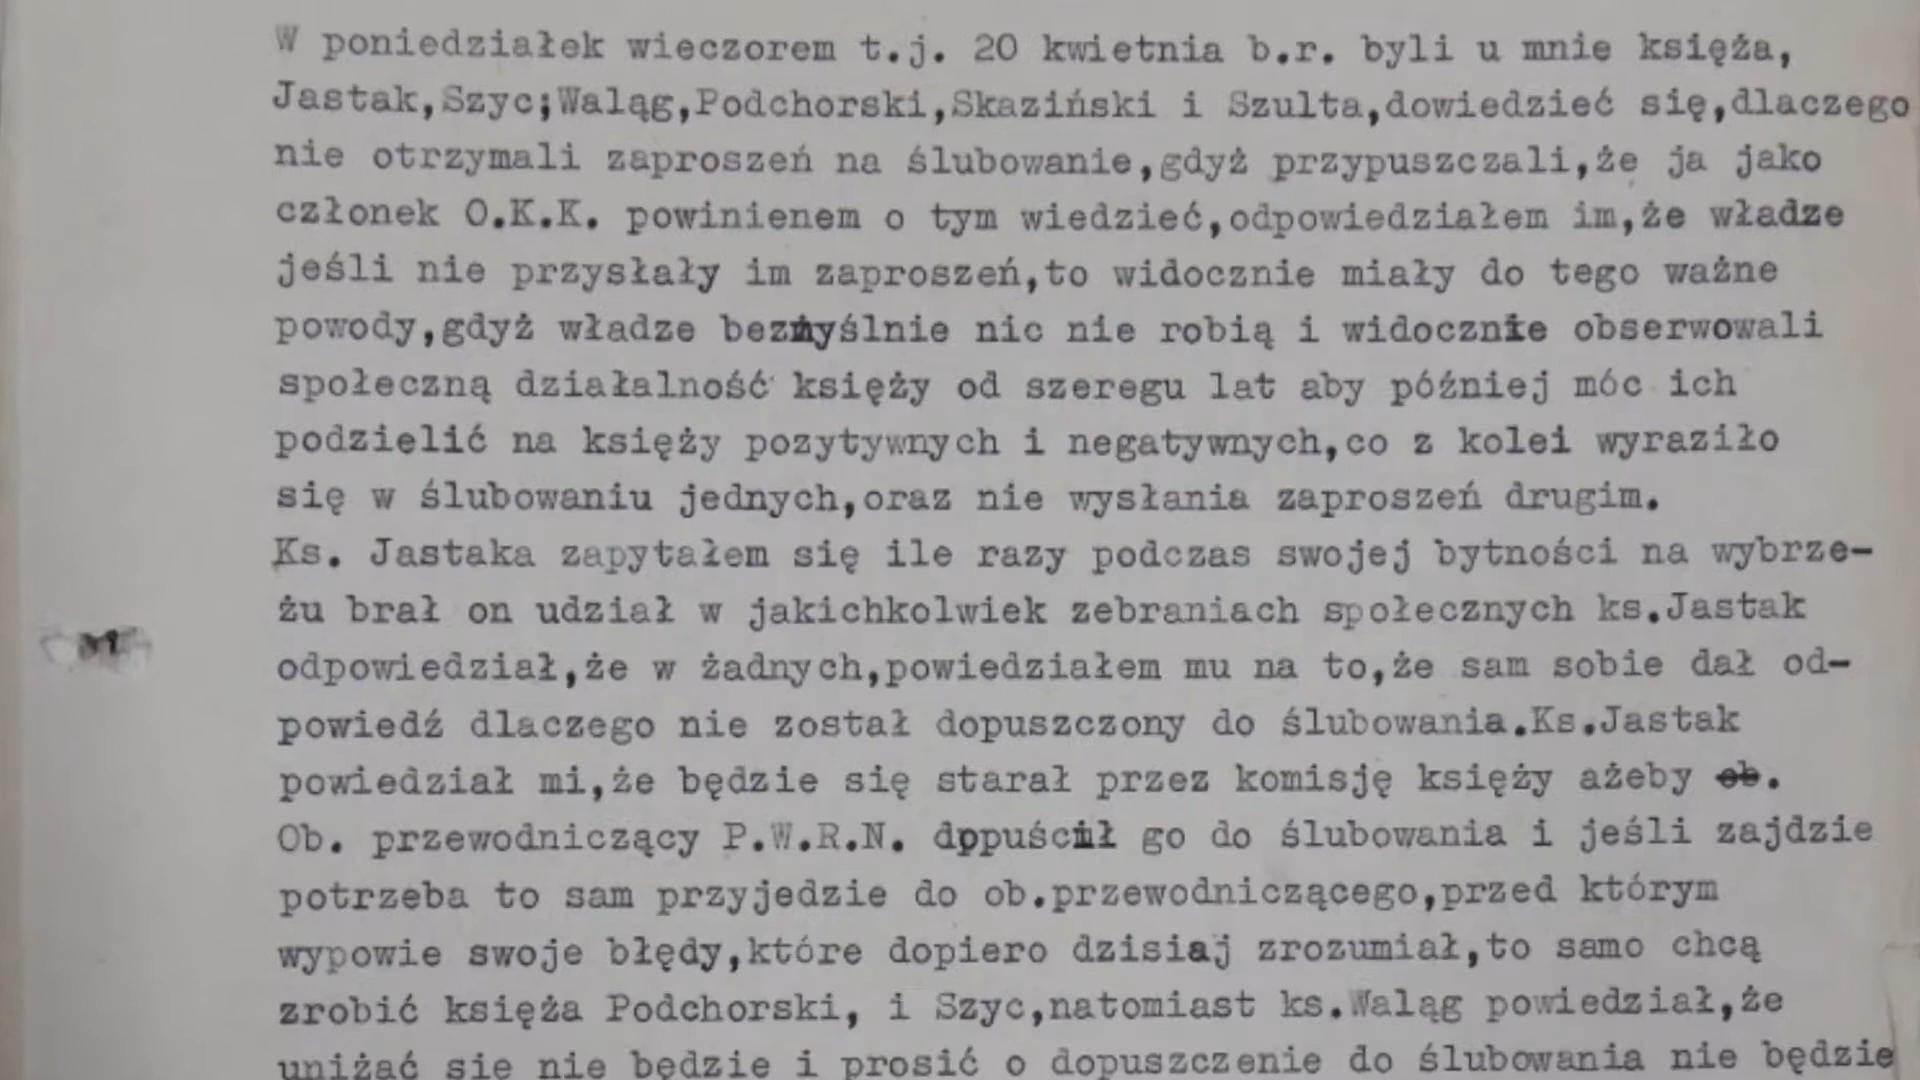 W poniedziałek wieczorem t.j. 20 kwietnia b.r. byli u mnie księża,
Jastak,Szyc;Waląg,Podchorski,Skaziński i Szulta,dowiedzieć się,dlaczego
nie otrzymali zaproszeń na ślubowanie,gdyż przypuszczali,że ja jako
członek O.K.K. powinienem o tym wiedzieć,odpowiedziałem im,że władze
jeśli nie przysłały im zaproszeń,to widocznie miały do tego ważne
powody,gdyż władze bezmyślnie nic nie robią i widocznie obserwowali
społeczną działalność księży od szeregu lat aby później móc ich
podzielić na księży pozytywnych i negatywnych,co z kolei wyraziło
się w ślubowaniu jednych,oraz nie wysłania zaproszeń drugim.
Ks. Jastaka zapytałem się ile razy podczas swojej bytności na wybrze-
żu brał on udział w jakichkolwiek zebraniach społecznych ks.Jastak
odpowiedział,że w żadnych,powiedziałem mu na to,że sam sobie dał od-
powiedź dlaczego nie został dopuszczony do ślubowania.Ks.Jastak
powiedział mi,że będzie się starał przez komisję księży ażeby ob.
Ob. przewodniczący P.W.R.N. dppuścił go do ślubowania i jeśli zajdzie
potrzeba to sam przyjedzie do ob.przewodniczącego,przed którym
wypowie swoje błędy,które dopiero dzisiaj zrozumiał,to samo chcą
zrobić księża Podchorski, i Szyc,natomiast ks.Waląg powiedział,że
uniżać się nie będzie i prosić o dopuszczenie do ślubowania nie będzie